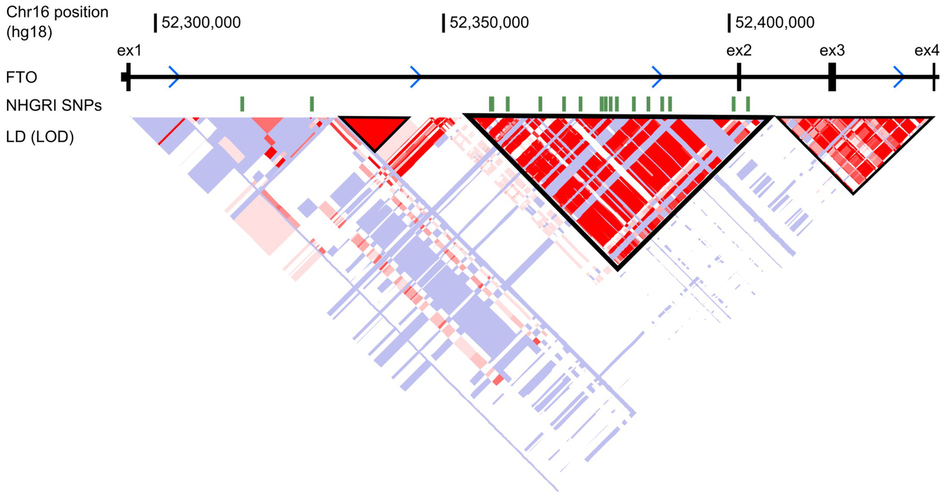 Chr16 position
(hg18)
52,300,000
52,350,000
52,400,000
ex1
ex2
ex3
ex4
FTO
NHGRI SNPs
LD (LOD)